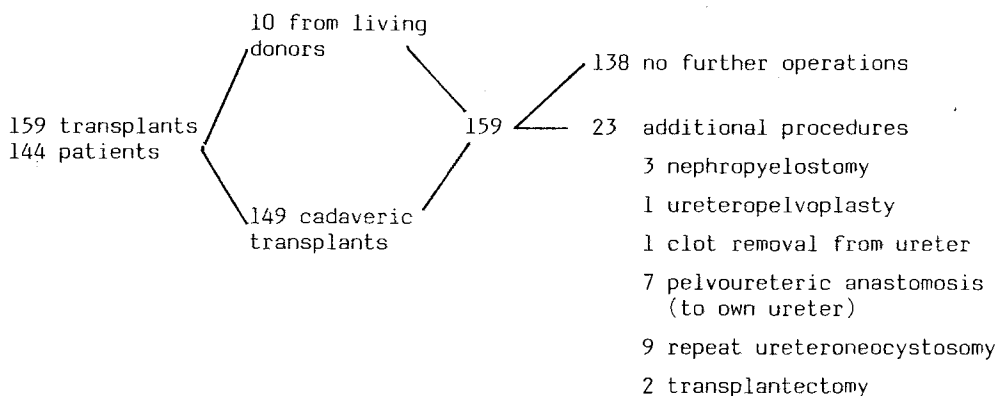 10 from living
donors
159 transplants
144 patients
149 cadaveric
transplants
159
138 no further operations
23 additional procedures
3 nephropyelostomy
1 ureteropelvoplasty
1 clot removal from ureter
7 pelvoureteric anastomosis
(to own ureter)
9 repeat ureteroneocystosomy
2 transplantectomy